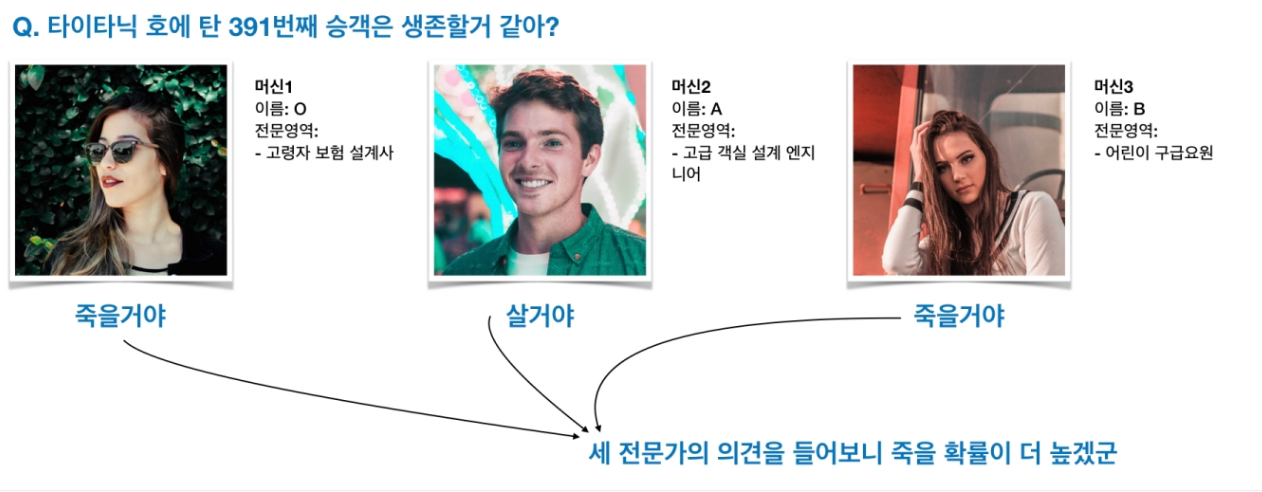 Q. 타이타닉 호에 탄 391번째 승객은 생존할거 같아?
머신1
이름: O
전문영역:
- 고령자 보험 설계사
죽을거야
머신2
이름: A
전문영역:
- 고급 객실 설계 엔지
니어
살거야
머신3
이름: B
전문영역:
- 어린이 구급요원
죽을거야
세 전문가의 의견을 들어보니 죽을 확률이 더 높겠군